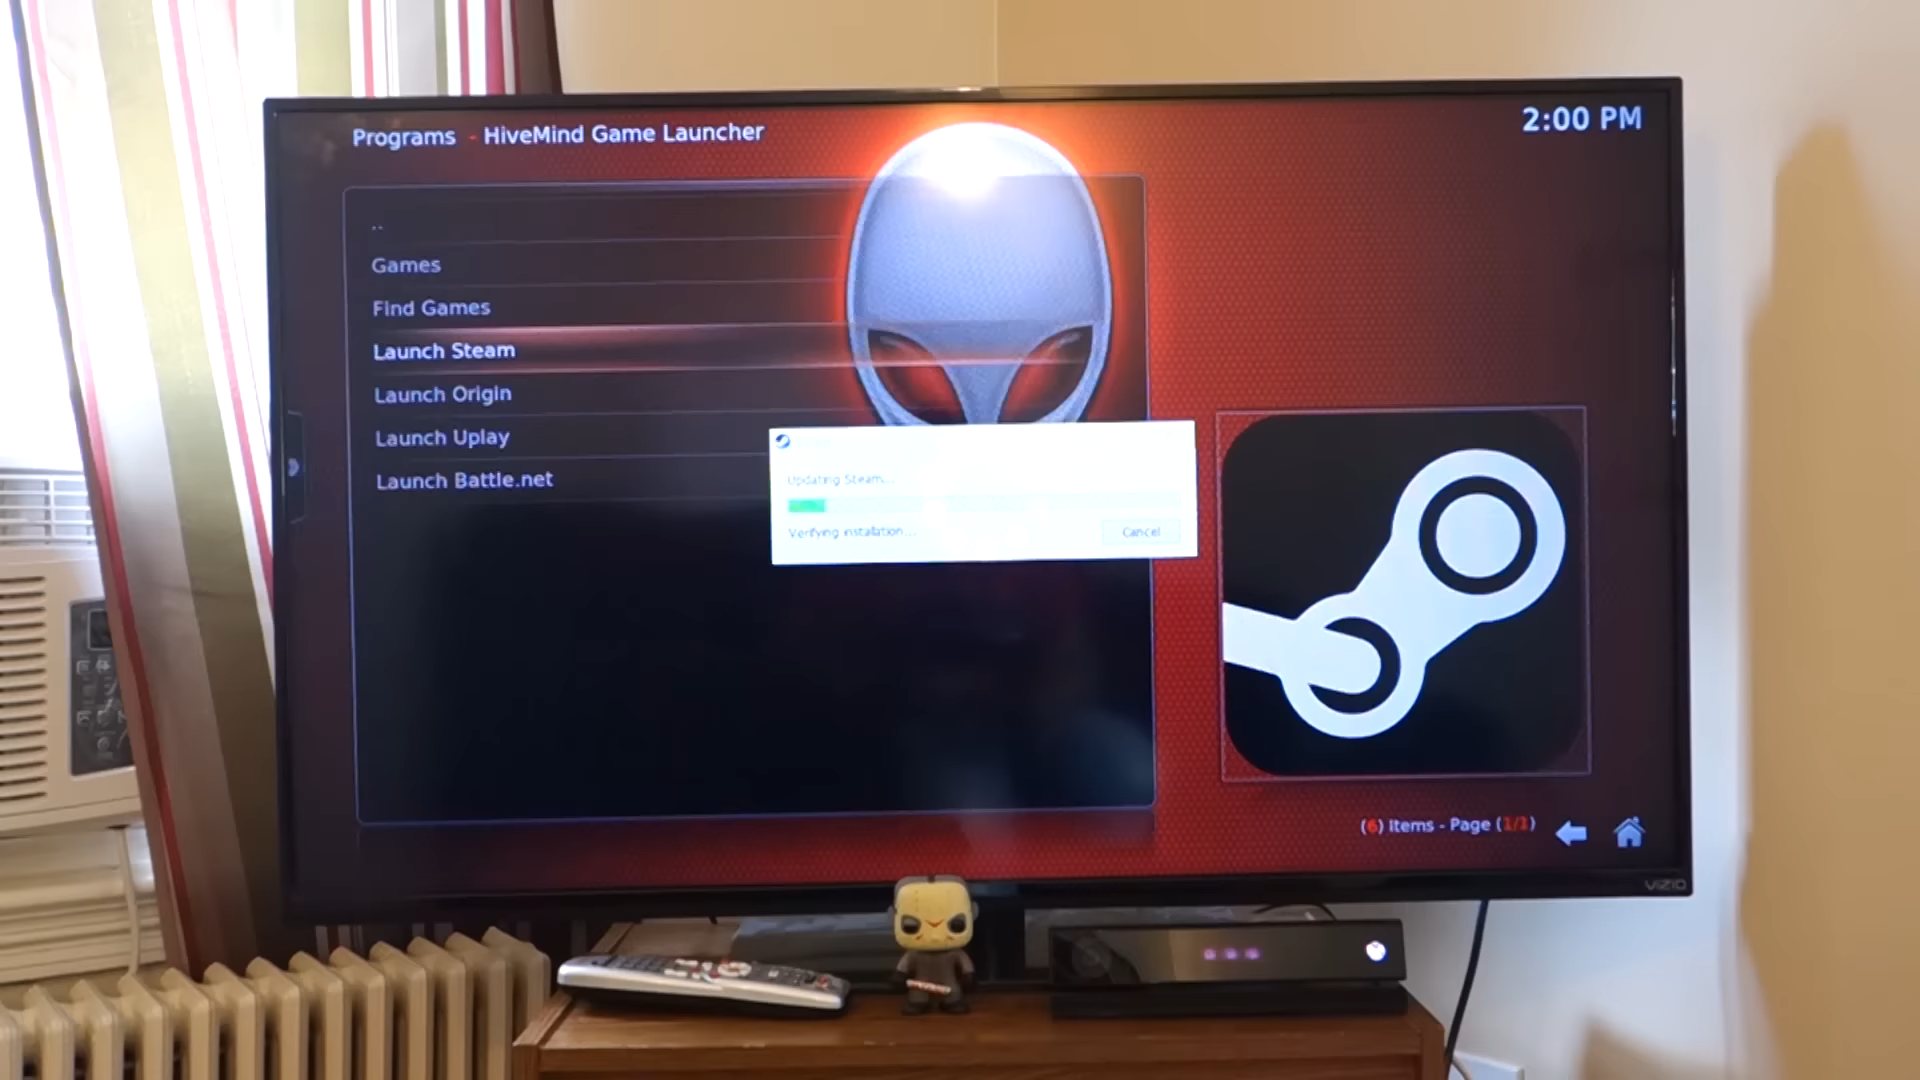 Programs - HiveMind Game Launcher
2:00 PM
..
Games
Find Games
Launch Steam
Launch Origin
Launch Uplay
Launch Battle.net
Updating Steam...
Verifying installation...
Cancel
(6) Items - Page (1/1)
VIZIO